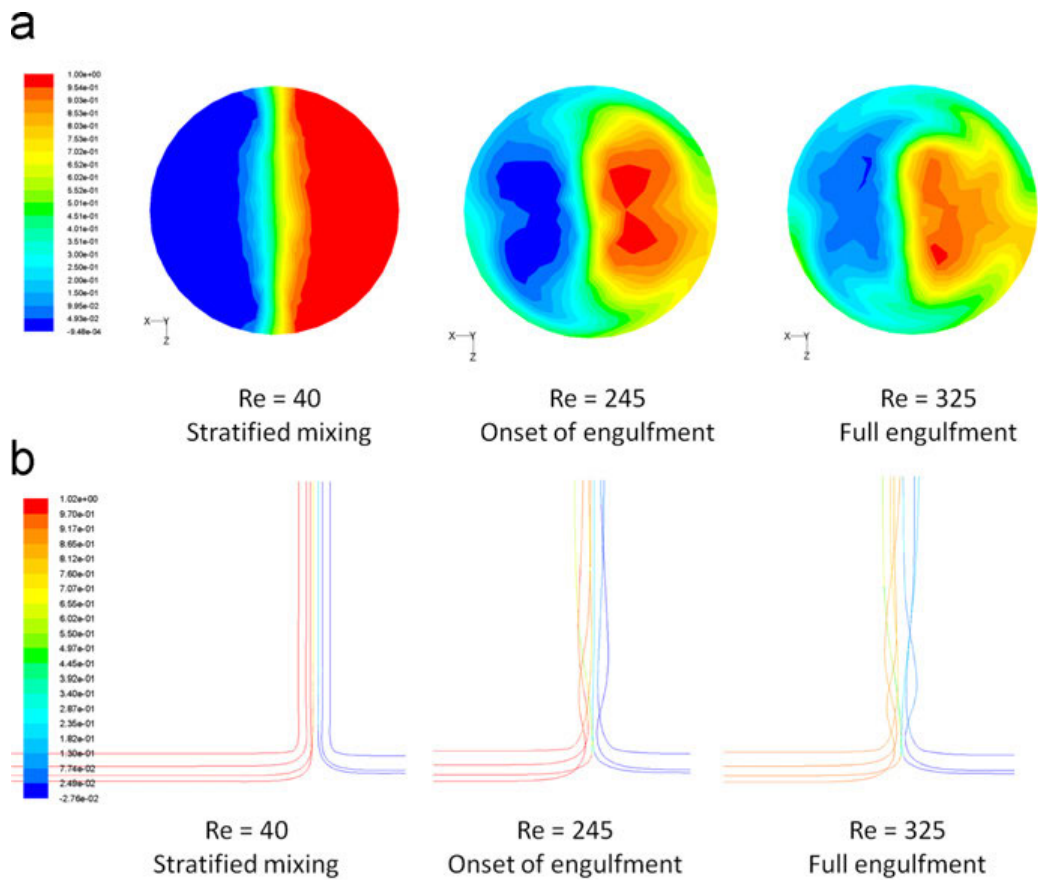 a
1.00e+00
9.54e-01
9.03e-01
8.53e-01
8.03e-01
7.53e-01
7.02e-01
6.52e-01
6.02e-01
5.52e-01
5.01e-01
4.51e-01
4.01e-01
3.51e-01
3.00e-01
2.50e-01
2.00e-01
1.50e-01
9.95e-02
4.93e-02
-9.48e-04
X Y
Z
X Y
Z
X Y
Z
Re = 40
Stratified mixing
Re = 245
Onset of engulfment
Re = 325
Full engulfment
b
1.02e+00
9.70e-01
9.17e-01
8.65e-01
8.12e-01
7.60e-01
7.07e-01
6.55e-01
6.02e-01
5.50e-01
4.97e-01
4.45e-01
3.92e-01
3.40e-01
2.87e-01
2.35e-01
1.82e-01
1.30e-01
7.74e-02
2.49e-02
-2.76e-02
Re = 40
Stratified mixing
Re = 245
Onset of engulfment
Re = 325
Full engulfment